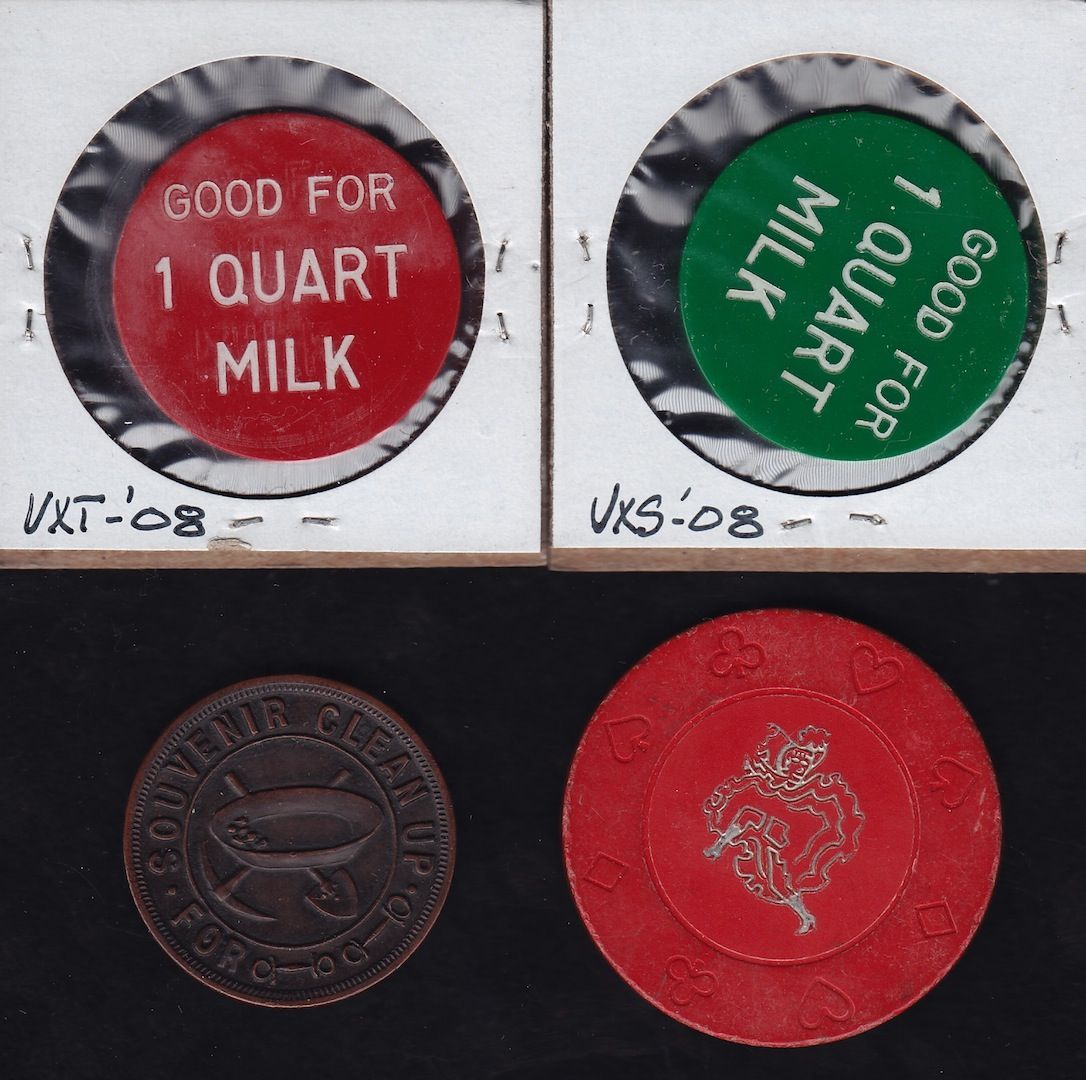 GOOD FOR
1 QUART
MILK
VXT-'08
GOOD FOR
1 QUART
MILK
VXS-'08
SOUVENIR CLEAN UP
FOR